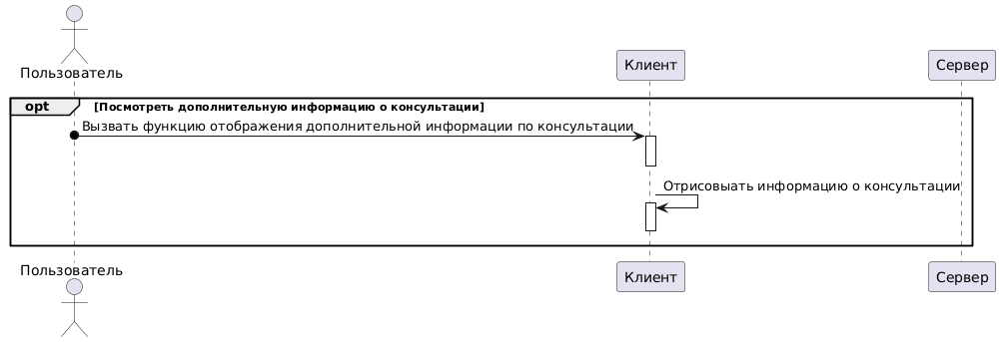 Пользователь
Клиент
Сервер
opt
[Посмотреть дополнительную информацию о консультации]
Вызвать функцию отображения дополнительной информации по консультации
Отрисовыать информацию о консультации
Пользователь
Клиент
Сервер